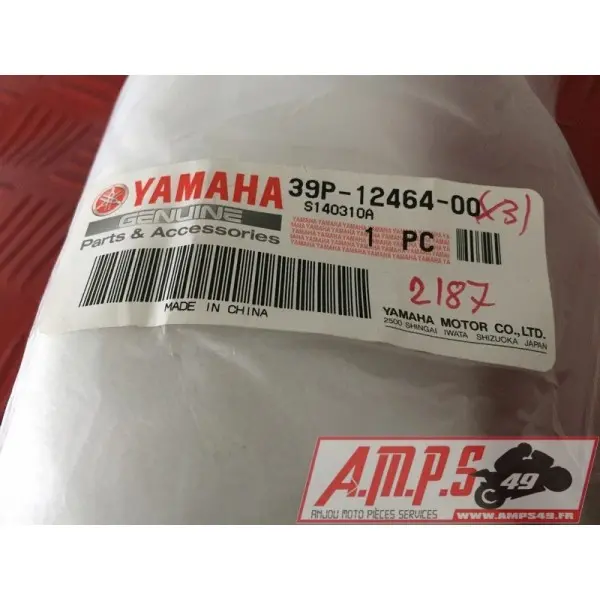 YAMAHA 39P-12464-00 (x3)
GENUINE S140310A
Parts & Accessories 1 PC
2187
MADE IN CHINA
YAMAHA MOTOR CO.,LTD.
2500 SHINGAI IWATA SHIZUOKA JAPAN
A.M.P.S 49
ANJOU MOTO PIÈCES SERVICES
WWW.AMPS49.FR